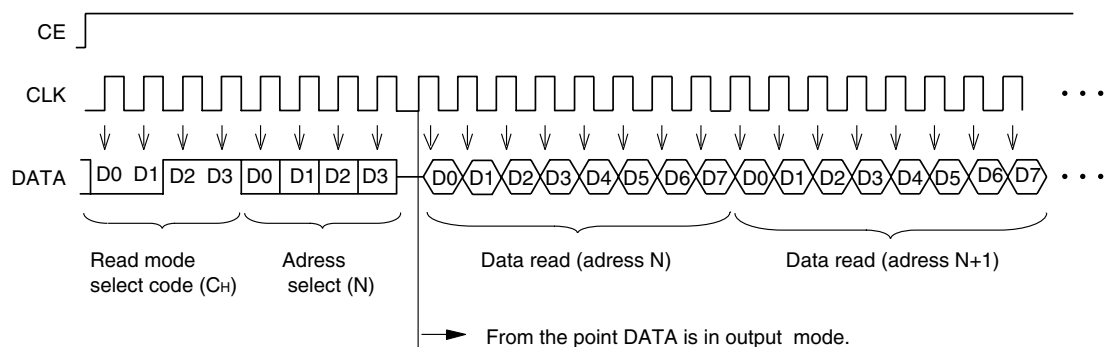 CE
CLK
DATA D0 D1 D2 D3 D0 D1 D2 D3 D0 D1 D2 D3 D4 D5 D6 D7 D0 D1 D2 D3 D4 D5 D6 D7
Read mode
select code (CH)
Adress
select (N)
Data read (adress N)
Data read (adress N+1)
From the point DATA is in output mode.